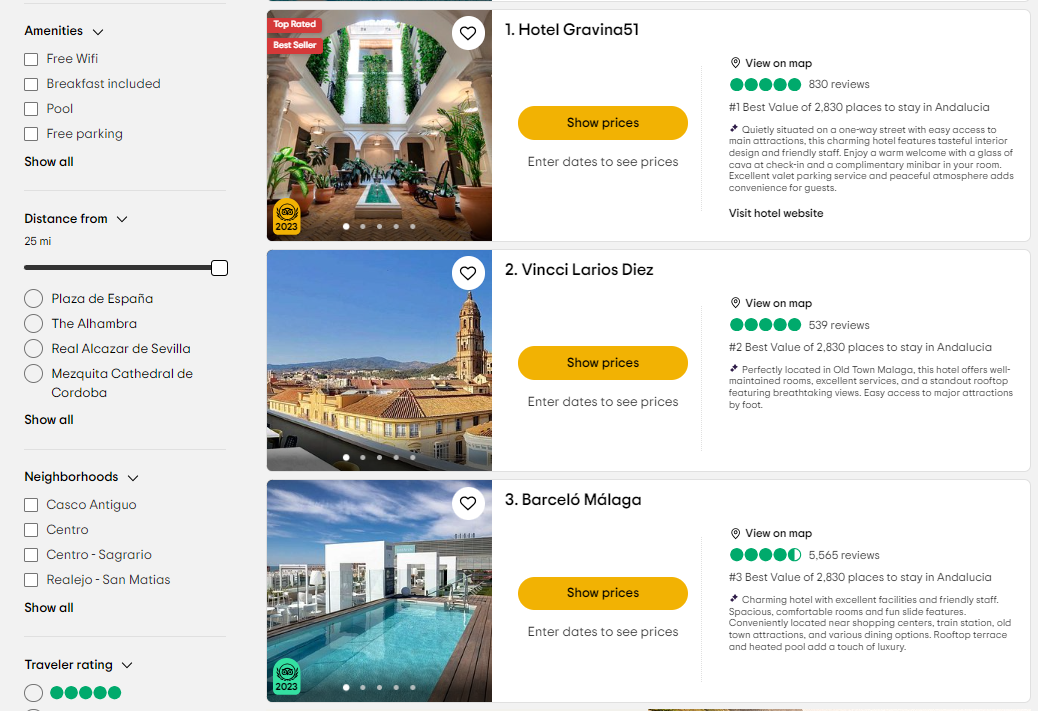 Amenities
Free Wifi
Breakfast included
Pool
Free parking
Show all
Distance from
25 mi
Plaza de España
The Alhambra
Real Alcazar de Sevilla
Mezquita Cathedral de
Cordoba
Show all
Neighborhoods
Casco Antiguo
Centro
Centro - Sagrario
Realejo - San Matias
Show all
Traveler rating
Top Rated
Best Seller
2023
1. Hotel Gravina51
Show prices
Enter dates to see prices
View on map
830 reviews
#1 Best Value of 2,830 places to stay in Andalucia
Quietly situated on a one-way street with easy access to
main attractions, this charming hotel features tasteful interior
design and friendly staff. Enjoy a warm welcome with a glass of
cava at check-in and a complimentary minibar in your room.
Excellent valet parking service and peaceful atmosphere adds
convenience for guests.
Visit hotel website
2. Vincci Larios Diez
Show prices
Enter dates to see prices
View on map
539 reviews
#2 Best Value of 2,830 places to stay in Andalucia
Perfectly located in Old Town Malaga, this hotel offers well-
maintained rooms, excellent services, and a standout rooftop
featuring breathtaking views. Easy access to major attractions
by foot.
2023
3. Barceló Málaga
Show prices
Enter dates to see prices
View on map
5,565 reviews
#3 Best Value of 2,830 places to stay in Andalucia
Charming hotel with excellent facilities and friendly staff.
Spacious, comfortable rooms and fun slide features.
Conveniently located near shopping centers, train station, old
town attractions, and various dining options. Rooftop terrace
and heated pool add a touch of luxury.